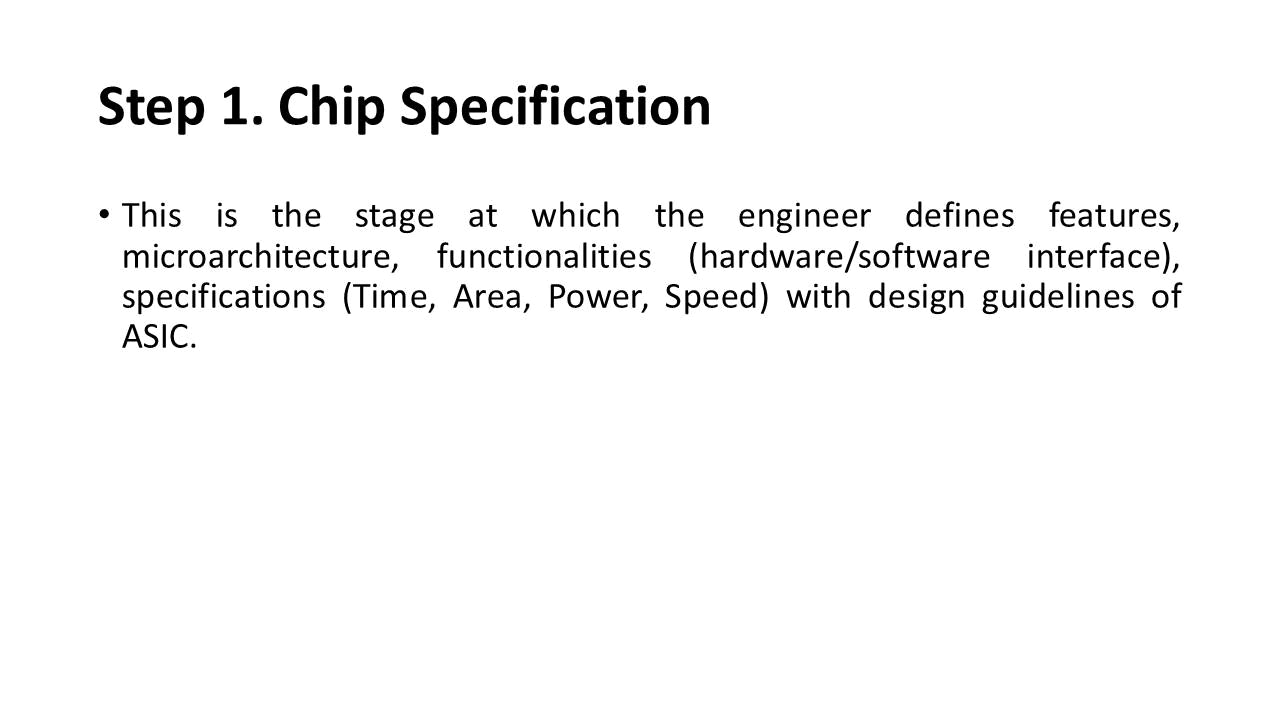 Step 1. Chip Specification
• This is the stage at which the engineer defines features,
microarchitecture, functionalities (hardware/software interface),
specifications (Time, Area, Power, Speed) with design guidelines of
ASIC.